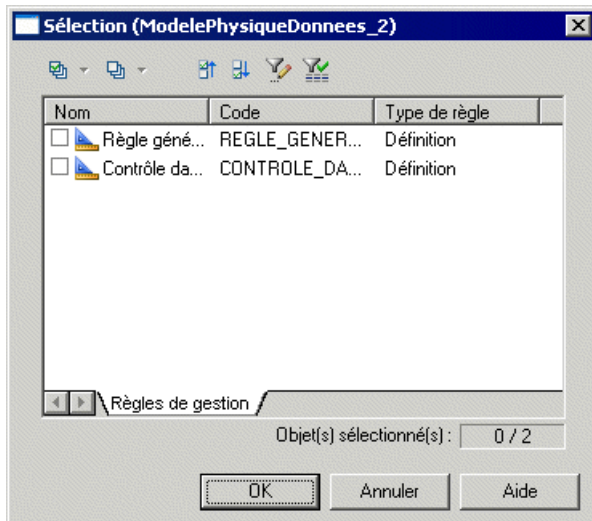 Sélection (ModelePhysiqueDonnees_2)
Nom Code Type de règle
Règle géné... REGLE_GENER... Définition
Contrôle da... CONTROLE_DA... Définition
Règles de gestion
Objet(s) sélectionné(s) : 0 / 2
OK Annuler Aide